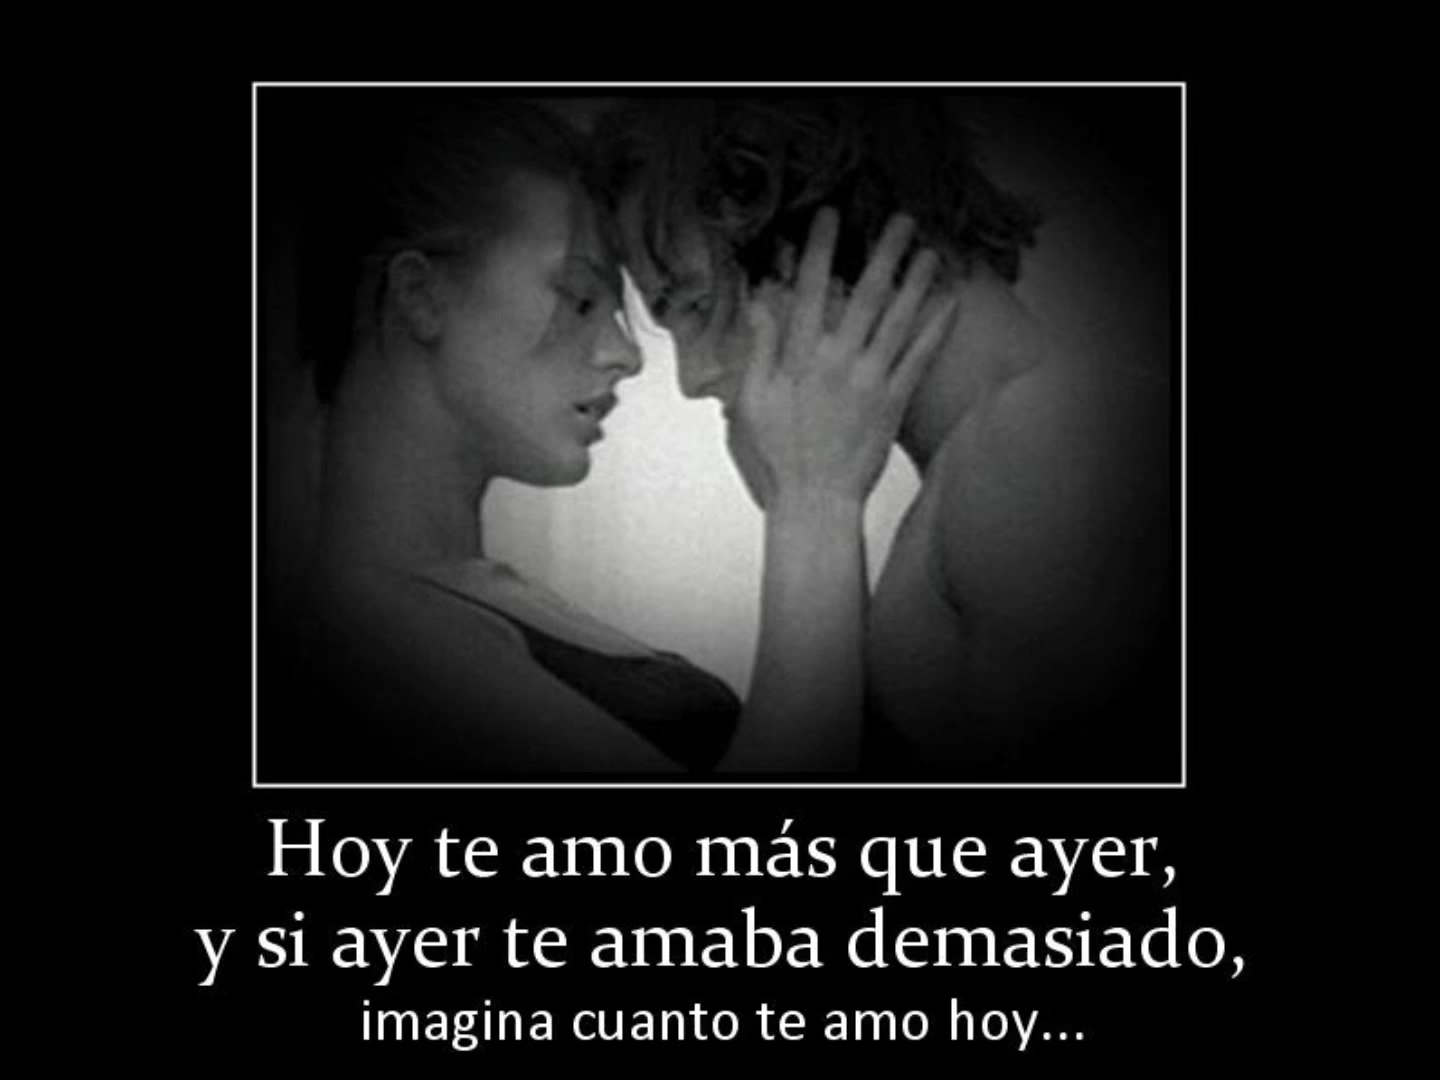 Hoy te amo más que ayer,
y si ayer te amaba demasiado,
imagina cuanto te amo hoy...